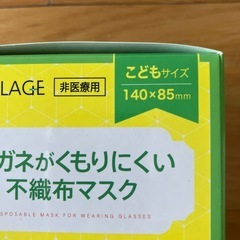 LAGE
非医療用
こどもサイズ
140×85mm
ガネがくもりにくい
不織布マスク
SPOSABLE MASK FOR WEARING GLASSES